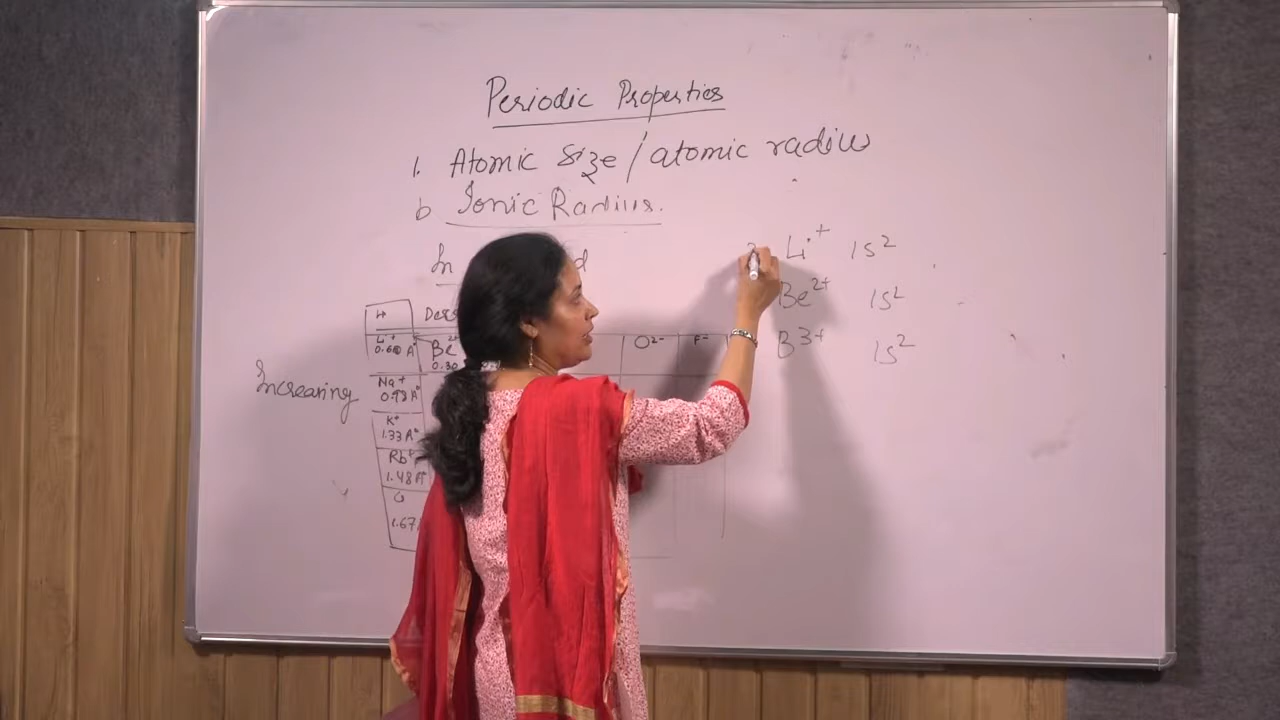 Periodic Properties
1. Atomic Size / atomic radius
b Ionic Radius.
In
Li+ 1s2
Be2+ 1s2
B3+ 1s2
Increasing
Li+
0.60 A°
Be
0.30
O2- F-
Na+
0.93 A°
K+
1.33 A°
Rb+
1.48 A°
1.67